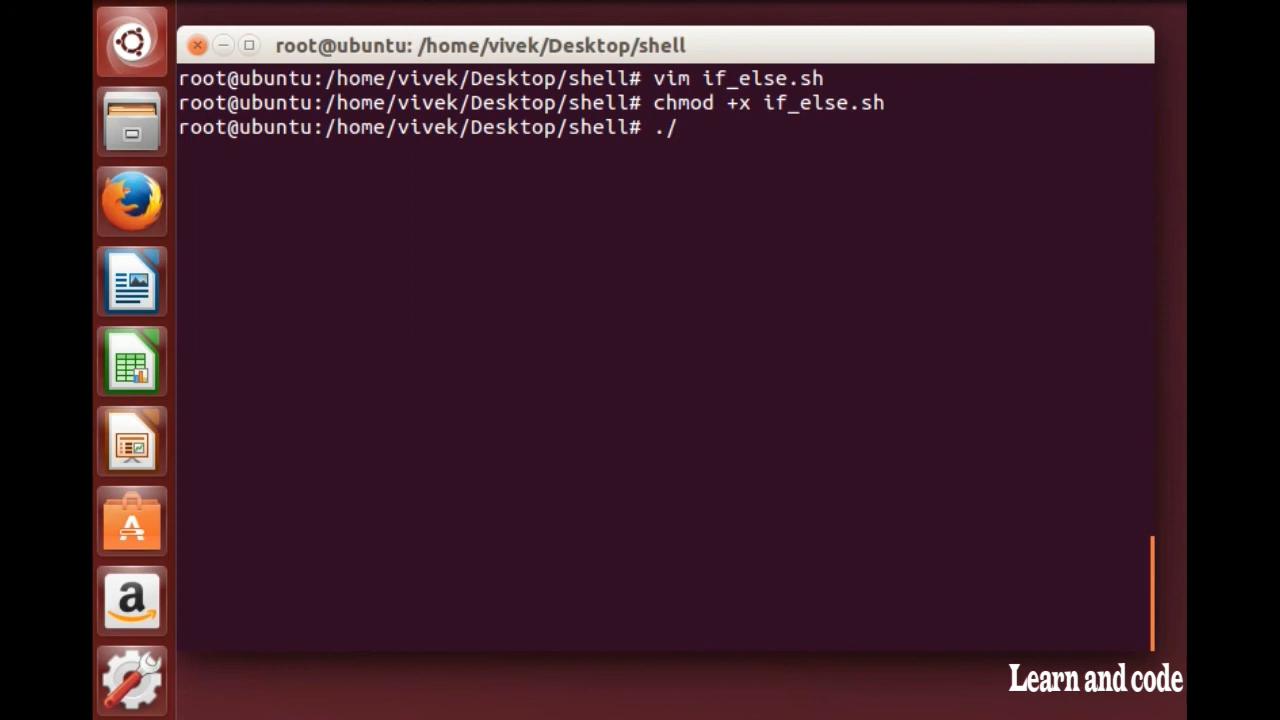 root@ubuntu: /home/vivek/Desktop/shell
root@ubuntu:/home/vivek/Desktop/shell# vim if_else.sh
root@ubuntu:/home/vivek/Desktop/shell# chmod +x if_else.sh
root@ubuntu:/home/vivek/Desktop/shell# ./
a
Learn and code